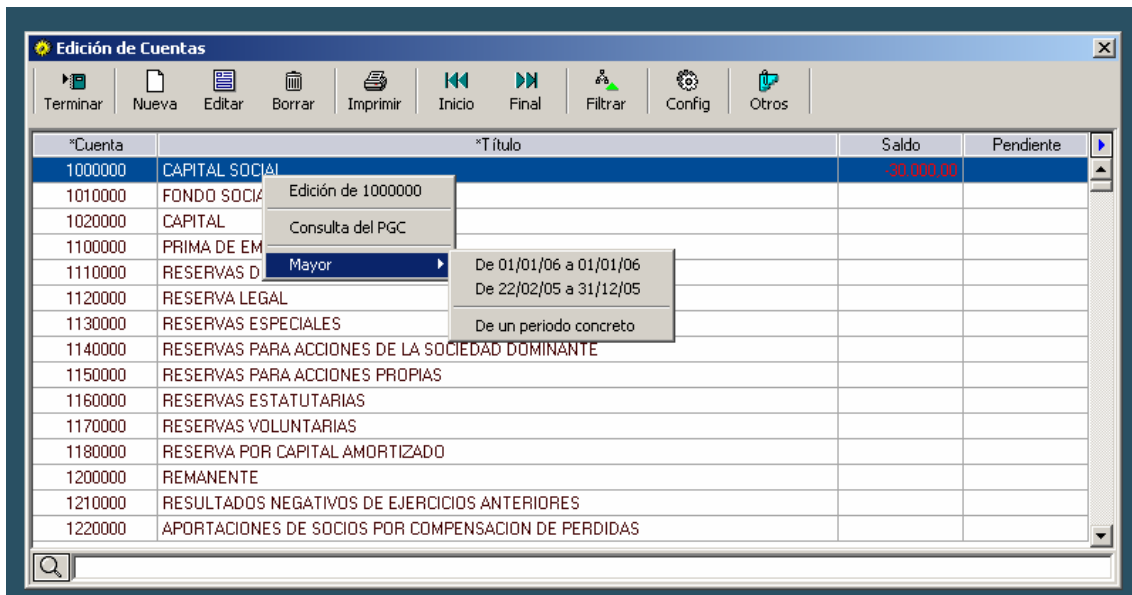 Edición de Cuentas
Terminar Nueva Editar Borrar Imprimir Inicio Final Filtrar Config Otros
*Cuenta *Título Saldo Pendiente
1000000 CAPITAL SOCIAL -30.000,00
Edición de 1000000
1010000 FONDO SOCIA
1020000 CAPITAL
Consulta del PGC
1100000 PRIMA DE EM
1110000 RESERVAS D
Mayor De 01/01/06 a 01/01/06
1120000 RESERVA LEGAL
De 22/02/05 a 31/12/05
1130000 RESERVAS ESPECIALES
De un periodo concreto
1140000 RESERVAS PARA ACCIONES DE LA SOCIEDAD DOMINANTE
1150000 RESERVAS PARA ACCIONES PROPIAS
1160000 RESERVAS ESTATUTARIAS
1170000 RESERVAS VOLUNTARIAS
1180000 RESERVA POR CAPITAL AMORTIZADO
1200000 REMANENTE
1210000 RESULTADOS NEGATIVOS DE EJERCICIOS ANTERIORES
1220000 APORTACIONES DE SOCIOS POR COMPENSACION DE PERDIDAS